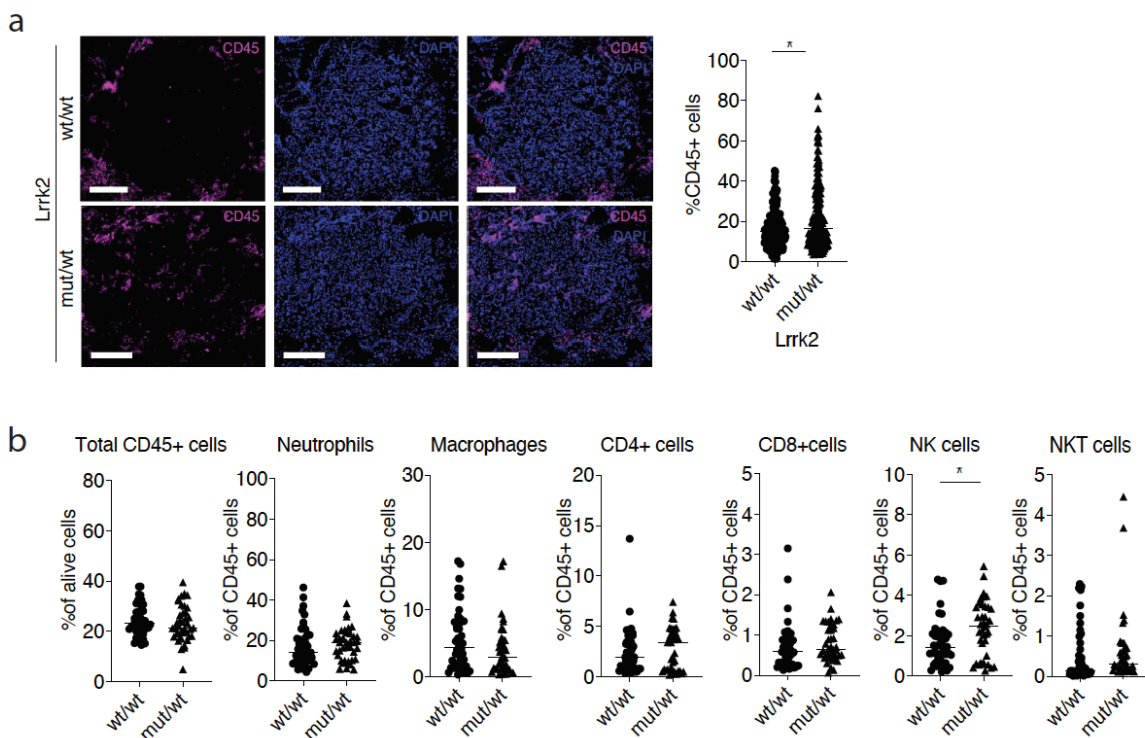 a
Lrrk2
wt/wt
mut/wt
CD45
DAPI
CD45
DAPI
CD45
DAPI
CD45
DAPI
%CD45+ cells
100
80
60
40
20
0
*
wt/wt
mut/wt
Lrrk2
b
Total CD45+ cells
%of alive cells
80
60
40
20
0
wt/wt
mut/wt
Neutrophils
%of CD45+ cells
100
80
60
40
20
0
wt/wt
mut/wt
Macrophages
%of CD45+ cells
30
20
10
0
wt/wt
mut/wt
CD4+ cells
%of CD45+ cells
20
15
10
5
0
wt/wt
mut/wt
CD8+cells
%of CD45+ cells
5
4
3
2
1
0
wt/wt
mut/wt
NK cells
%of CD45+ cells
10
8
6
4
2
0
*
wt/wt
mut/wt
NKT cells
%of CD45+ cells
5
4
3
2
1
0
wt/wt
mut/wt